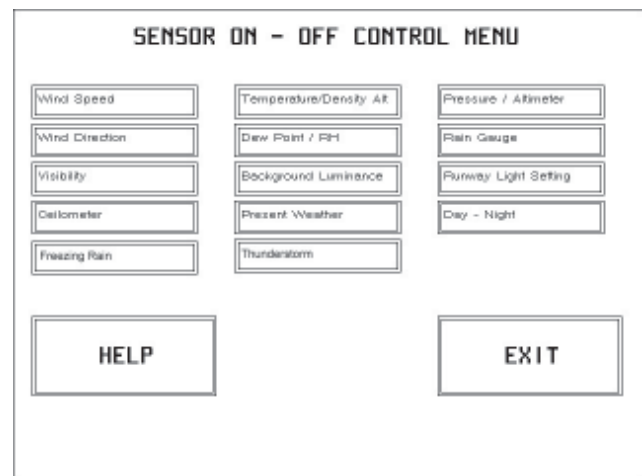 SENSOR ON - OFF CONTROL MENU
Wind Speed
Temperature/Density Alt
Pressure / Altimeter
Wind Direction
Dew Point / RH
Rain Gauge
Visibility
Background Luminance
Runway Light Setting
Ceilometer
Present Weather
Day - Night
Freezing Rain
Thunderstorm
HELP
EXIT